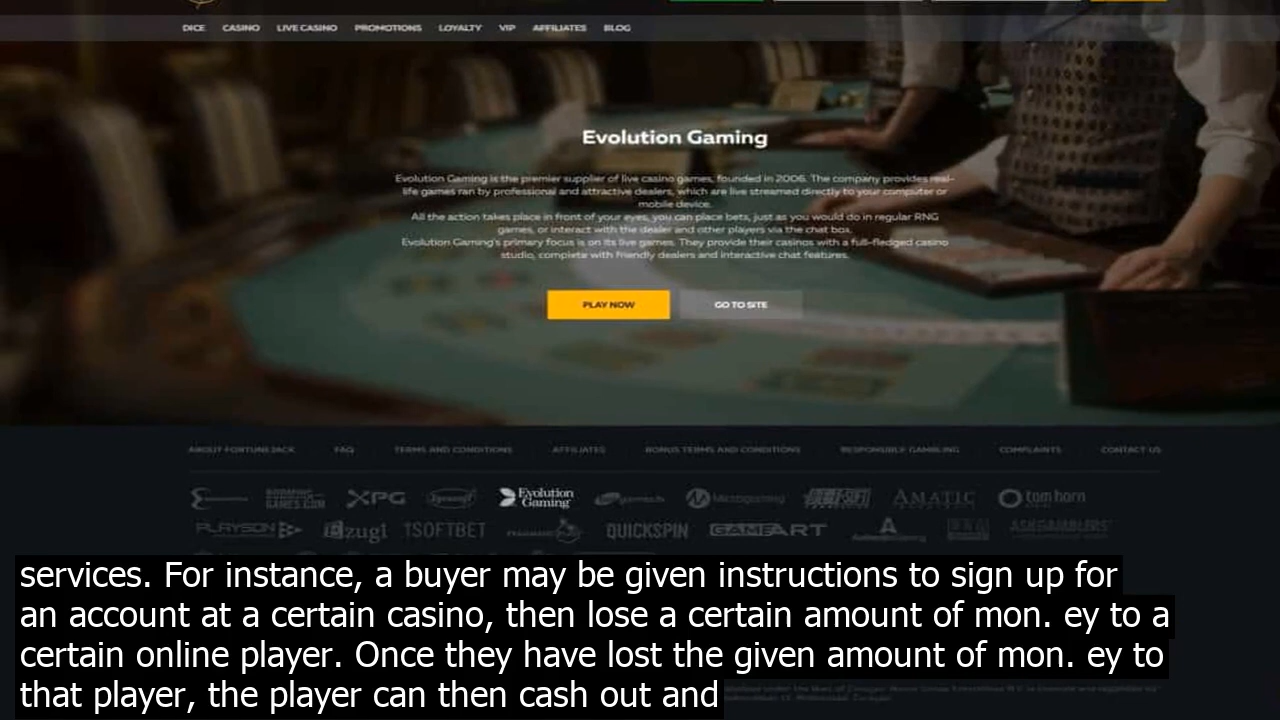 DICE CASINO LIVE CASINO PROMOTIONS LOYALTY VIP AFFILIATES BLOG
Evolution Gaming
Evolution Gaming is the premier supplier of live casino games, founded in 2006. The company provides real-
life games ran by professional and attractive dealers, which are live streamed directly to your computer or
mobile device.
All the action takes place in front of your eyes, you can place bets, just as you would do in regular RNG
games, or interact with the dealer and other players via the chat box.
Evolution Gaming's primary focus is on its live games. They provide their casinos with a full-fledged casino
studio, complete with friendly dealers and interactive chat features.
PLAY NOW GO TO SITE
ABOUT FORTUNEJACK FAQ TERMS AND CONDITIONS AFFILIATES BONUS TERMS AND CONDITIONS RESPONSIBLE GAMBLING COMPLAINTS CONTACT US
XPG Evolution Gaming Microgaming AMATIC tom horn
PLAYSON Ezugi TSOFTBET QUICKSPIN GAMEART ASKGAMBLERS
services. For instance, a buyer may be given instructions to sign up for
an account at a certain casino, then lose a certain amount of mon. ey to a
certain online player. Once they have lost the given amount of mon. ey to
that player, the player can then cash out and